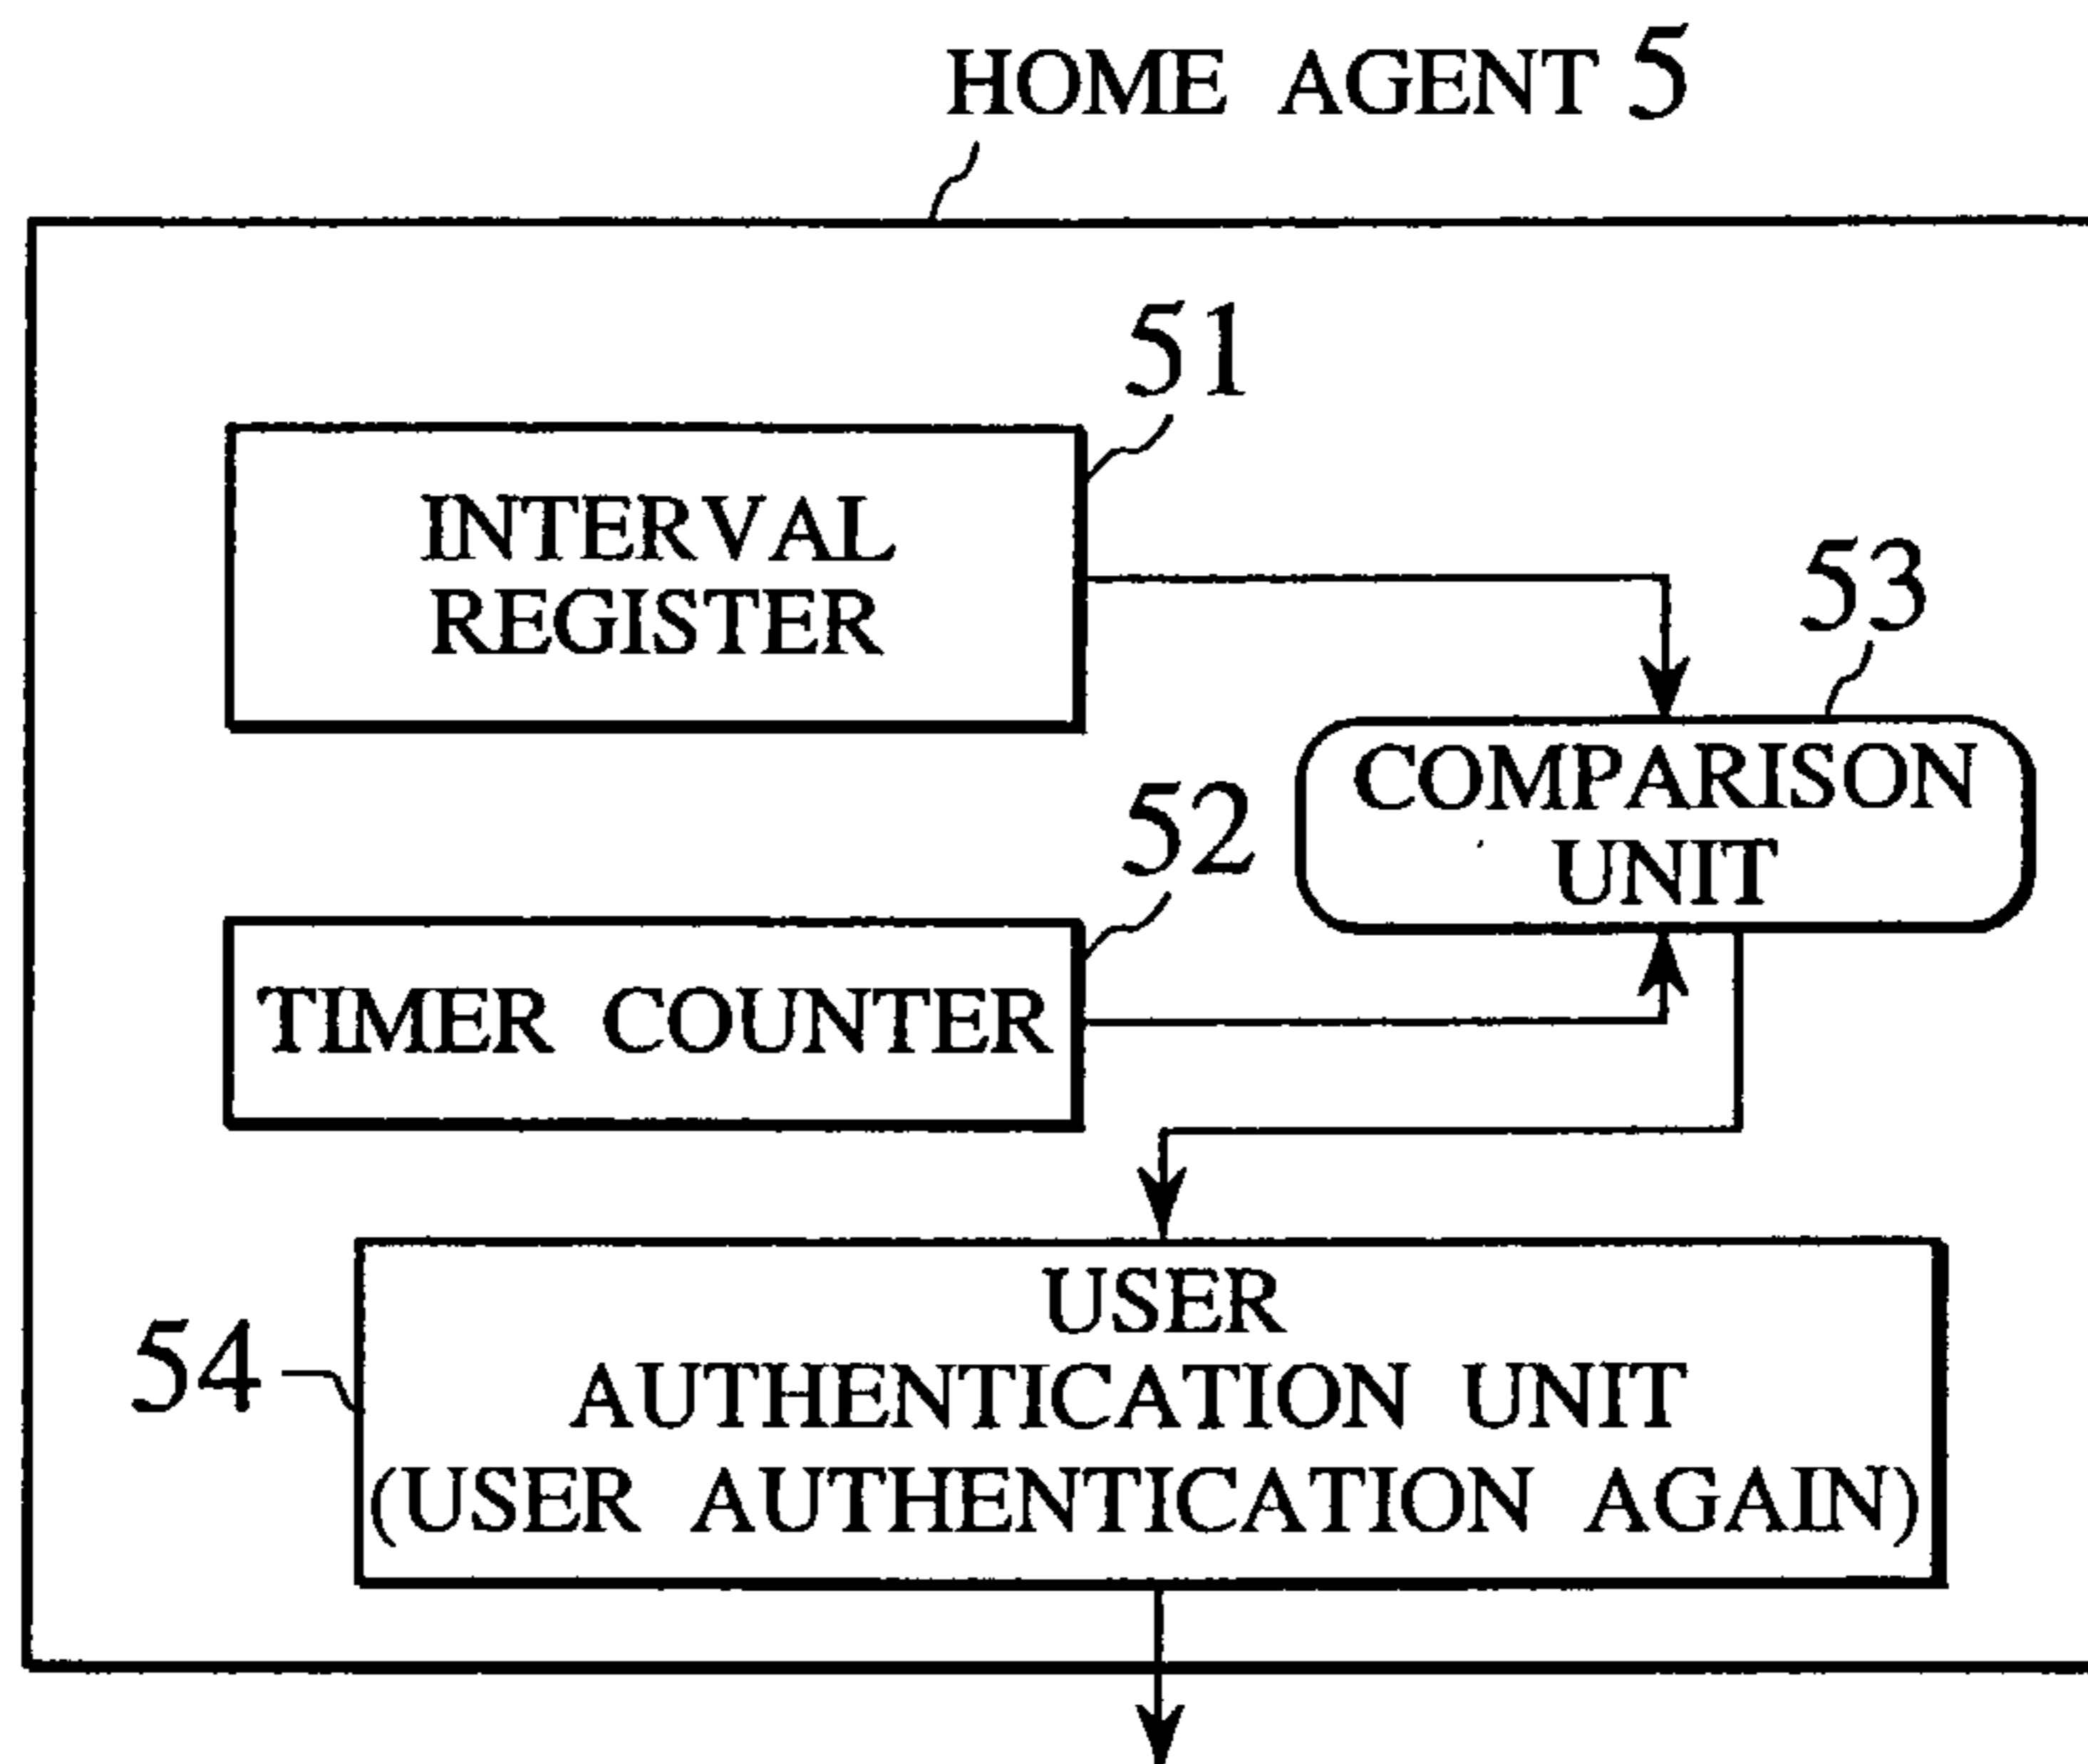 HOME AGENT 5
51
INTERVAL
REGISTER
53
COMPARISON
UNIT
52
TIMER COUNTER
54
USER
AUTHENTICATION UNIT
(USER AUTHENTICATION AGAIN)